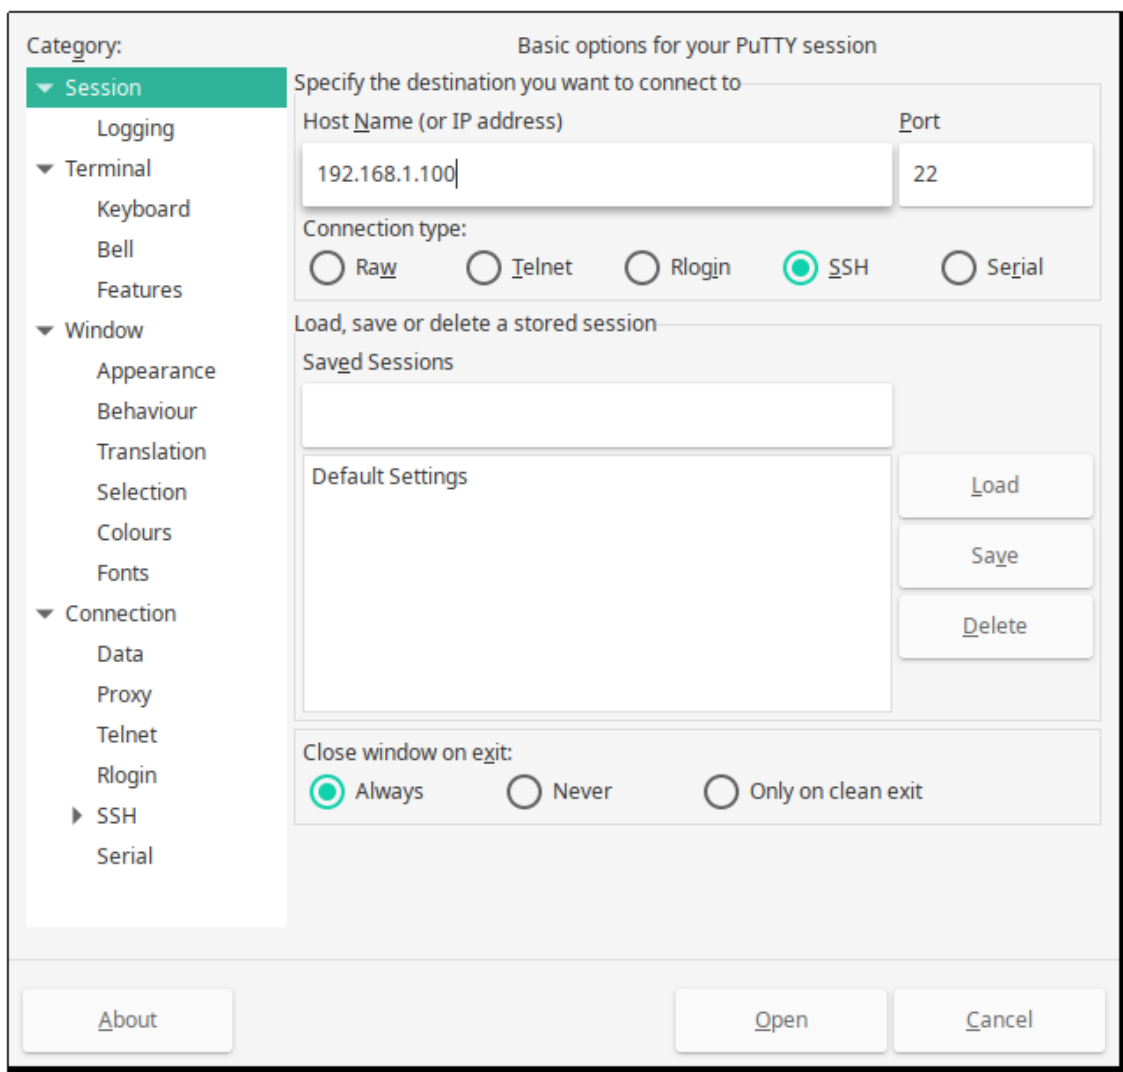 Category:
Basic options for your PuTTY session
Session
Logging
Terminal
Keyboard
Bell
Features
Window
Appearance
Behaviour
Translation
Selection
Colours
Fonts
Connection
Data
Proxy
Telnet
Rlogin
SSH
Serial
Specify the destination you want to connect to
Host Name (or IP address) Port
192.168.1.100 22
Connection type:
Raw Telnet Rlogin SSH Serial
Load, save or delete a stored session
Saved Sessions
Default Settings
Load
Save
Delete
Close window on exit:
Always Never Only on clean exit
About Open Cancel